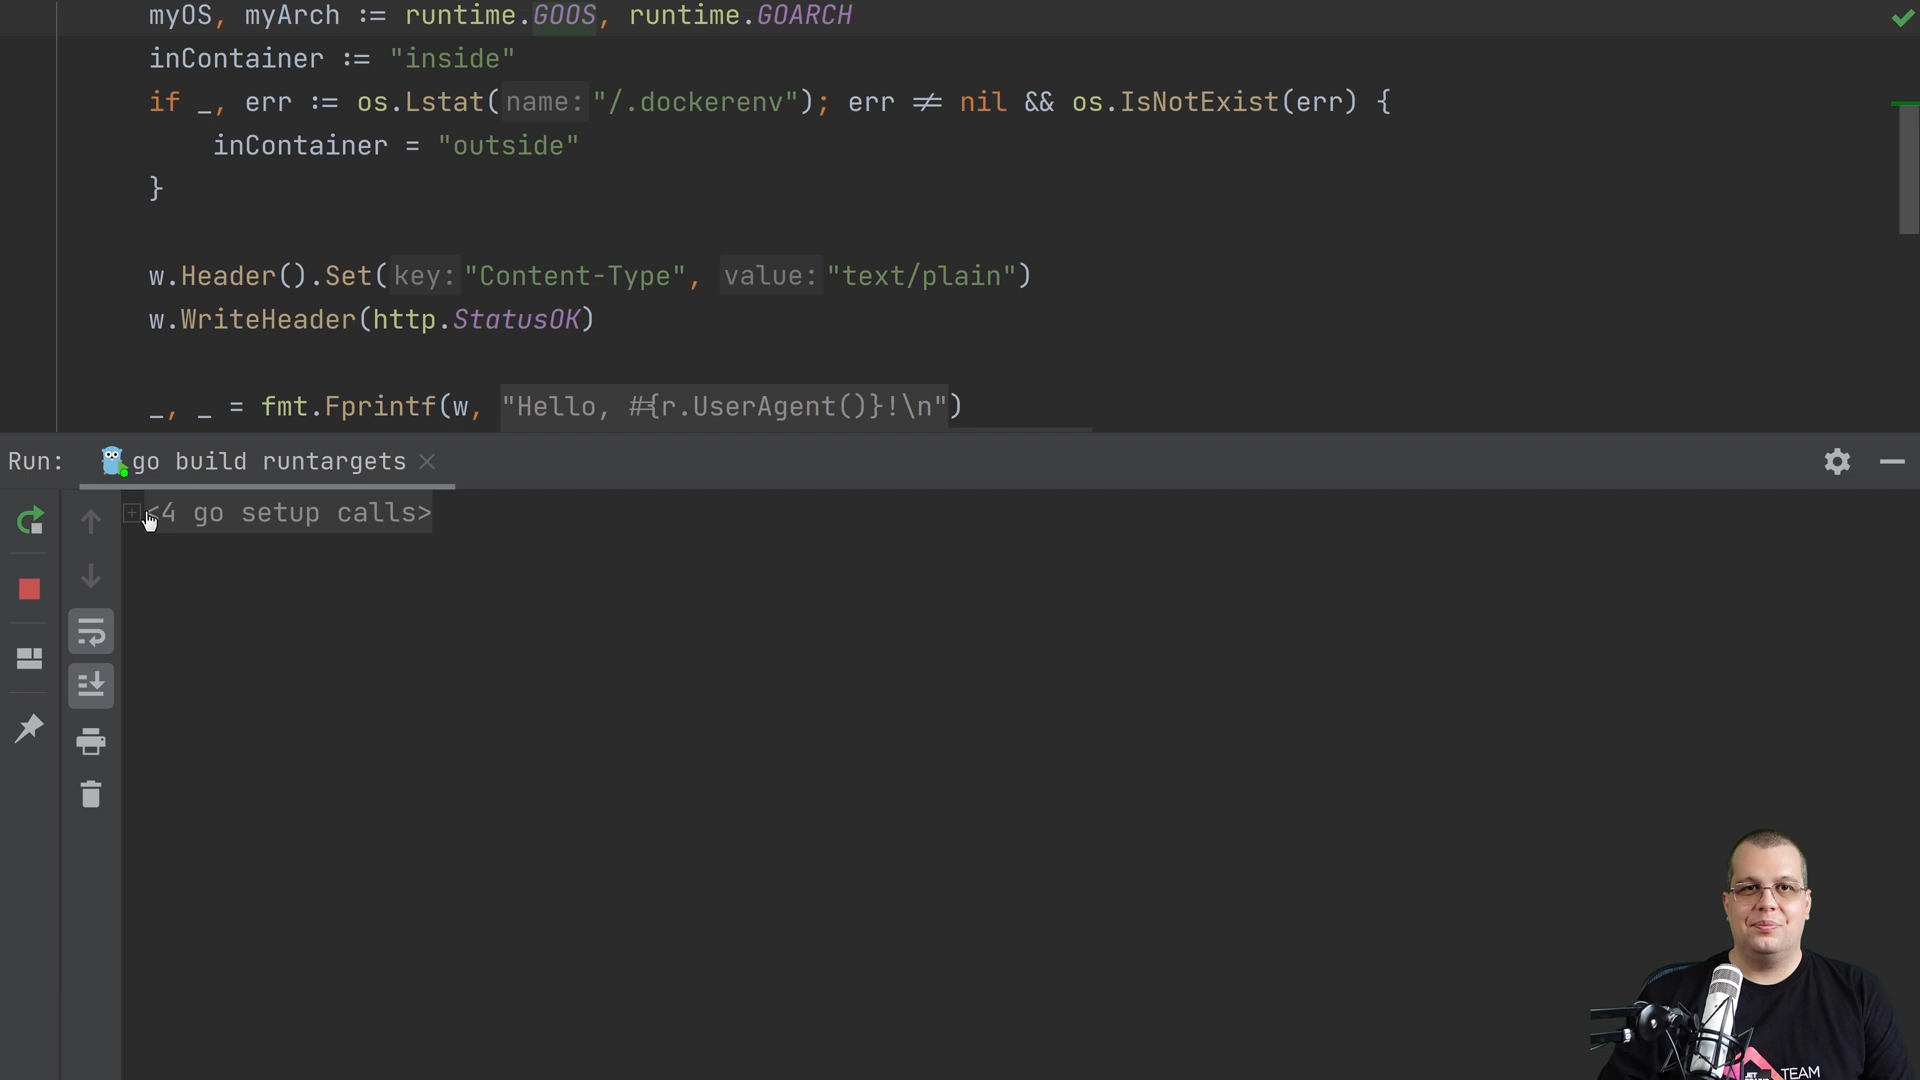 myOS, myArch := runtime.GOOS, runtime.GOARCH
inContainer := "inside"
if _, err := os.Lstat( name: "/.dockerenv"); err ≠ nil && os.IsNotExist(err) {
inContainer = "outside"
}
w.Header().Set( key: "Content-Type", value: "text/plain")
w.WriteHeader(http.StatusOK)
_, _ = fmt.Fprintf(w, "Hello, #{r.UserAgent()}!\n")
Run: go build runtargets
<4 go setup calls>
JET
TEAM